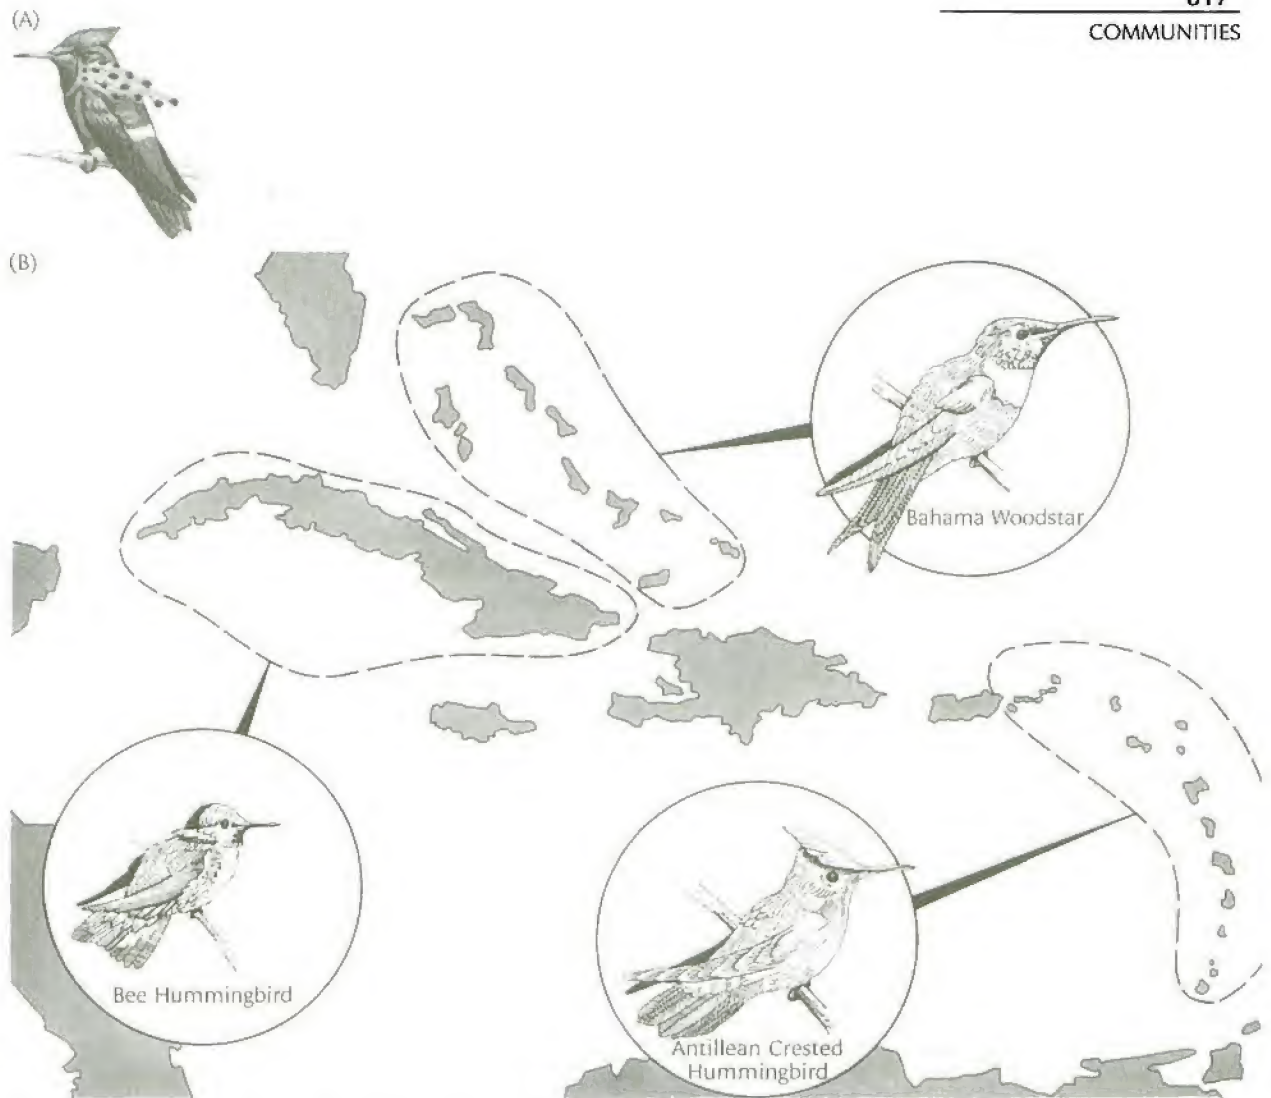 COMMUNITIES
(A)
(B)
Bahama Woodstar
Bee Hummingbird
Antillean Crested
Hummingbird